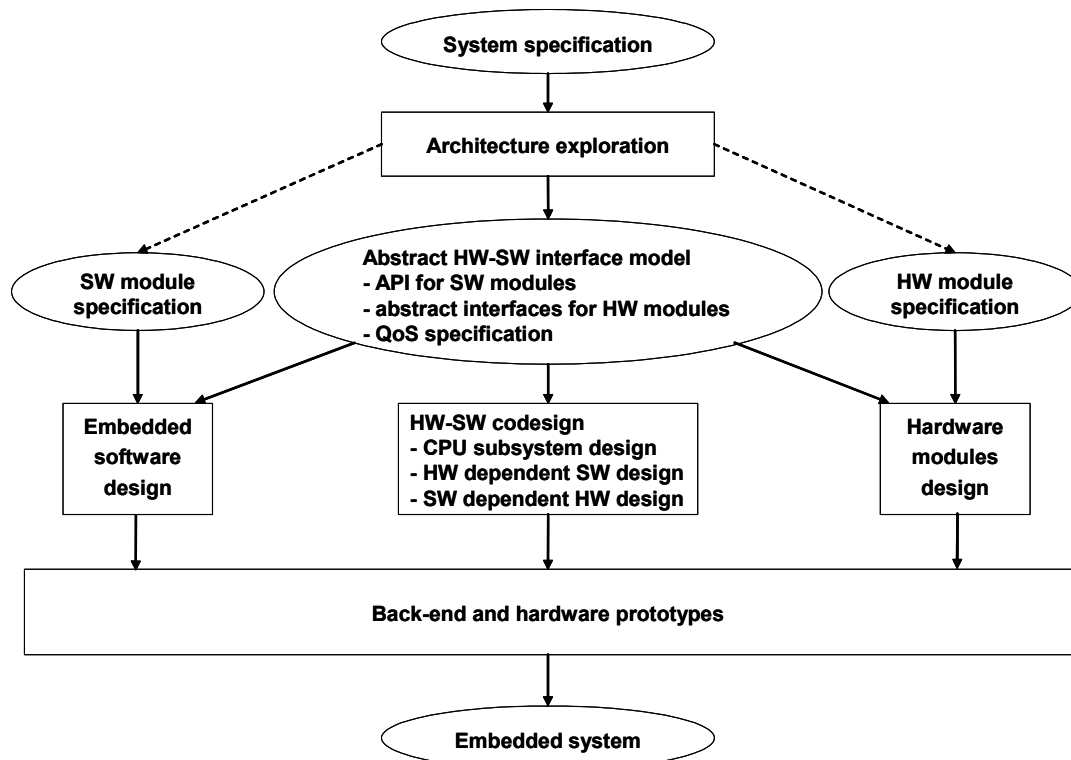 System specification
Architecture exploration
SW module
specification
Abstract HW-SW interface model
- API for SW modules
- abstract interfaces for HW modules
- QoS specification
HW module
specification
Embedded
software
design
HW-SW codesign
- CPU subsystem design
- HW dependent SW design
- SW dependent HW design
Hardware
modules
design
Back-end and hardware prototypes
Embedded system